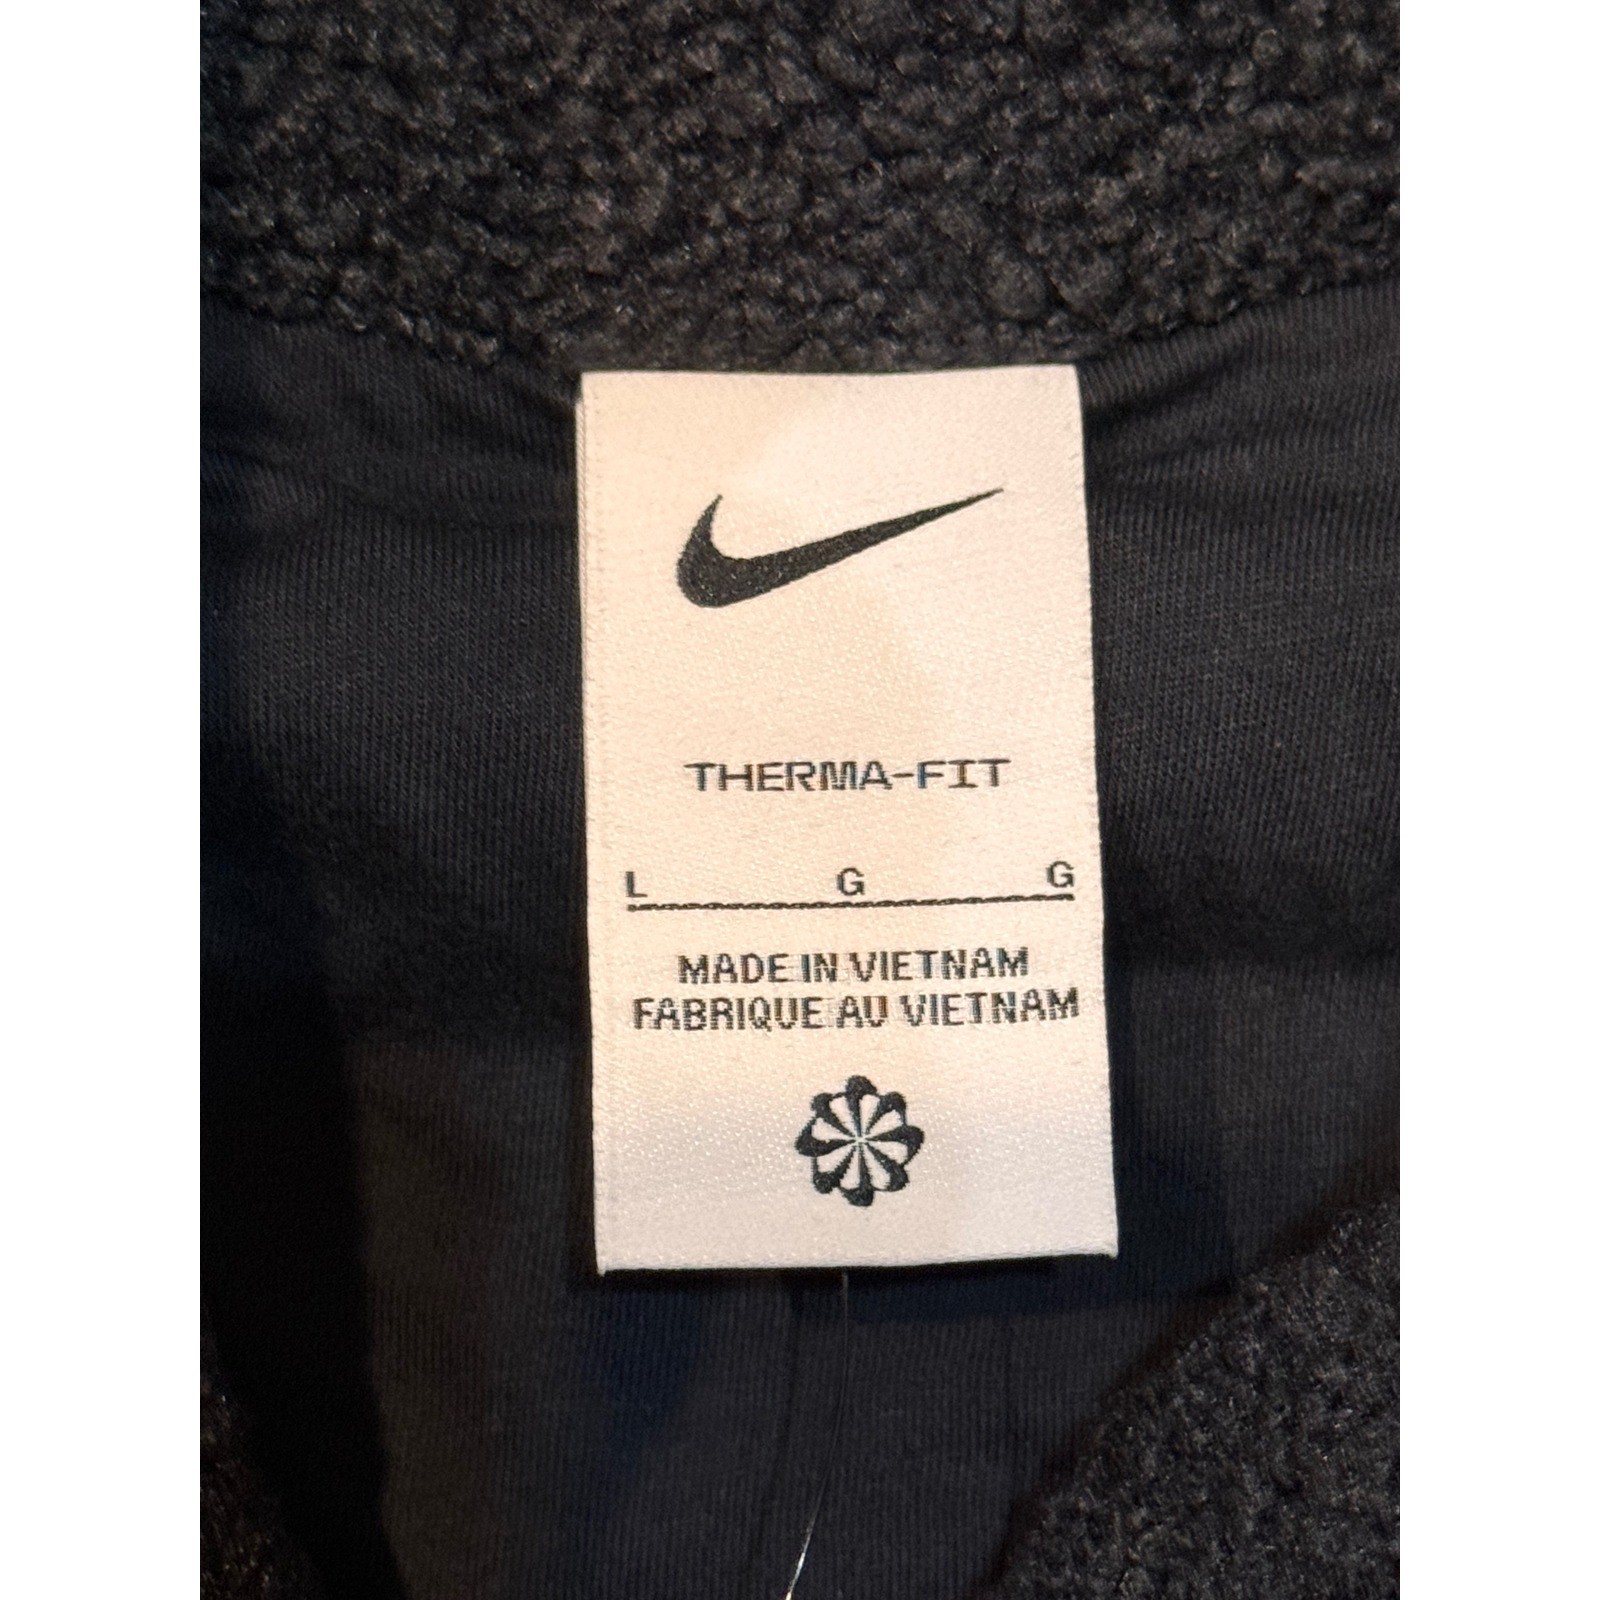 THERMA-FIT
L G G
MADE IN VIETNAM
FABRIQUE AU VIETNAM